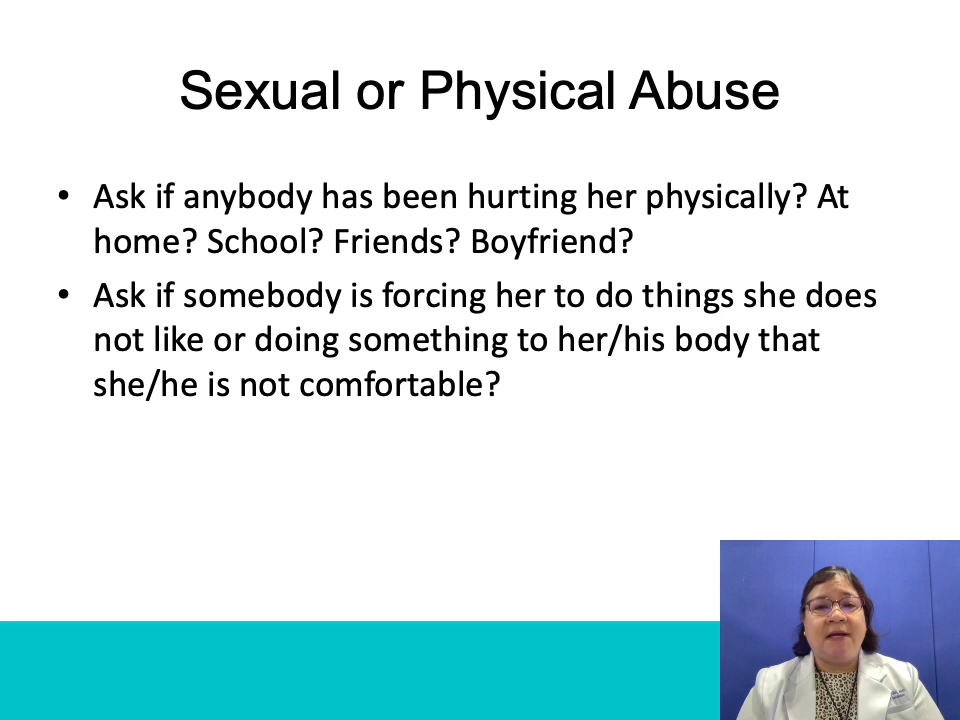 Sexual or Physical Abuse
• Ask if anybody has been hurting her physically? At
home? School? Friends? Boyfriend?
• Ask if somebody is forcing her to do things she does
not like or doing something to her/his body that
she/he is not comfortable?